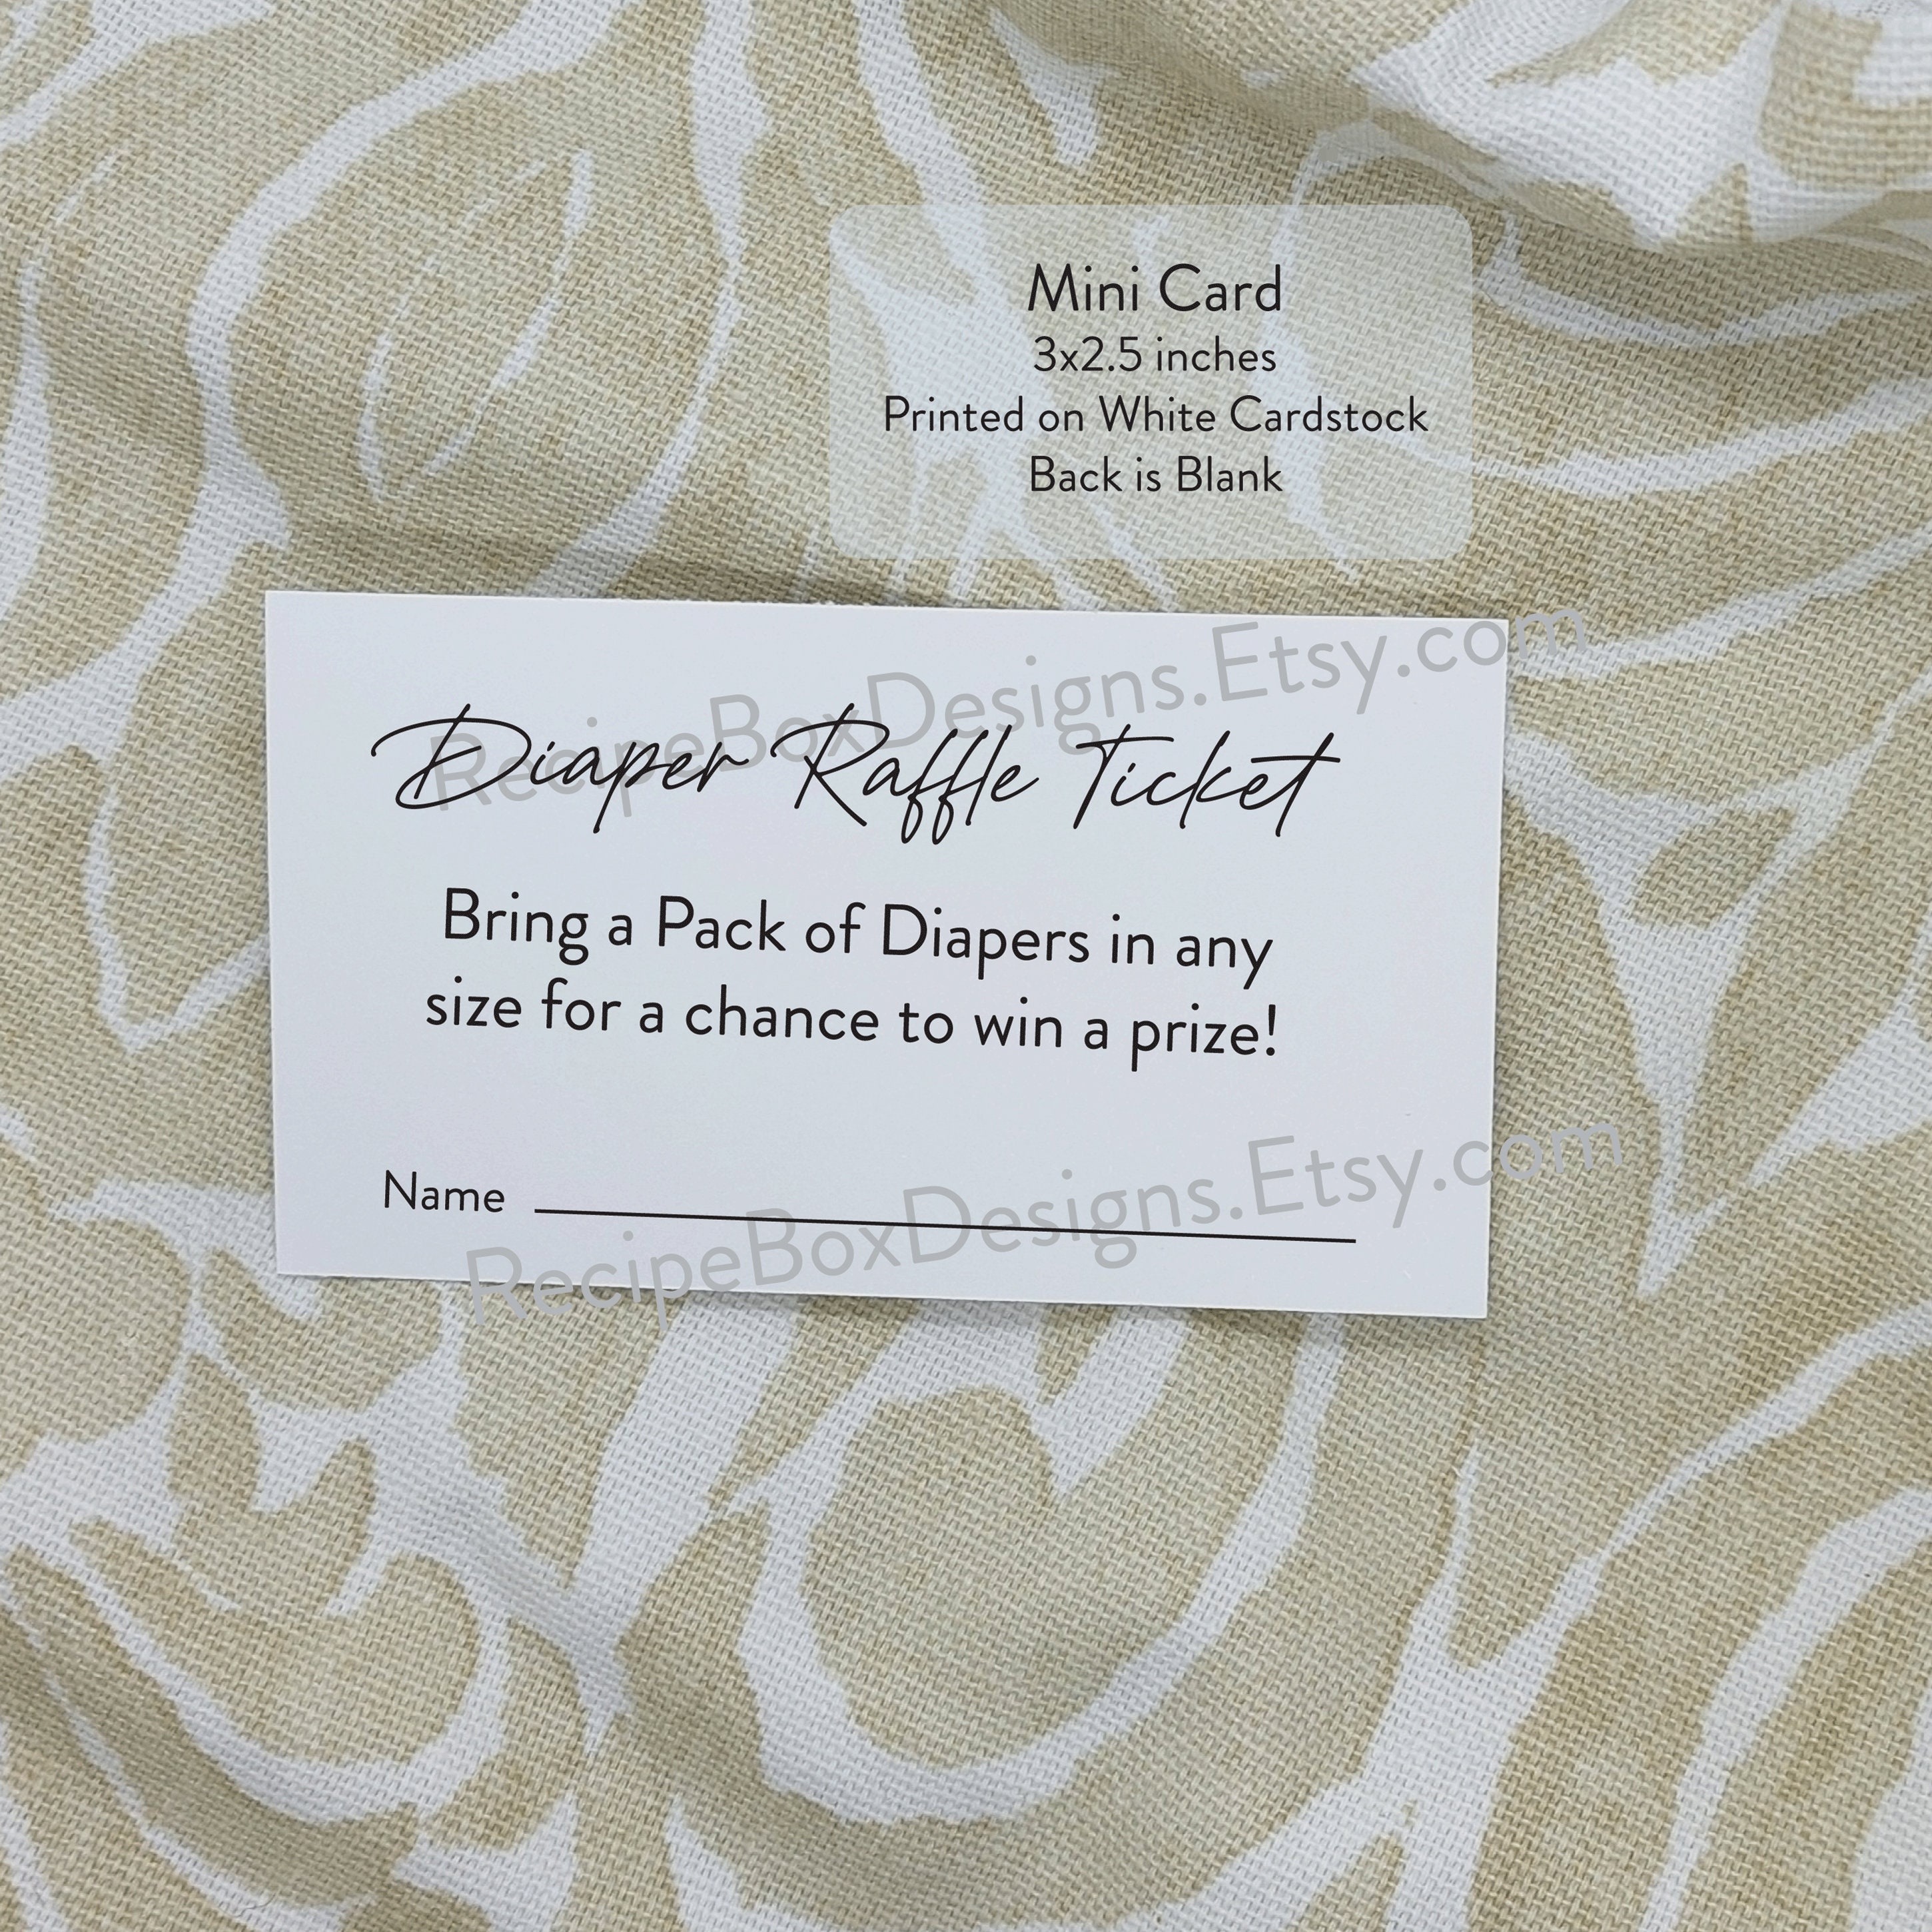 Mini Card
3x2.5 inches
Printed on White Cardstock
Back is Blank
RecipeBoxDesigns.Etsy.com
Diaper Raffle Ticket
Bring a Pack of Diapers in any
size for a chance to win a prize!
Name
RecipeBoxDesigns.Etsy.com